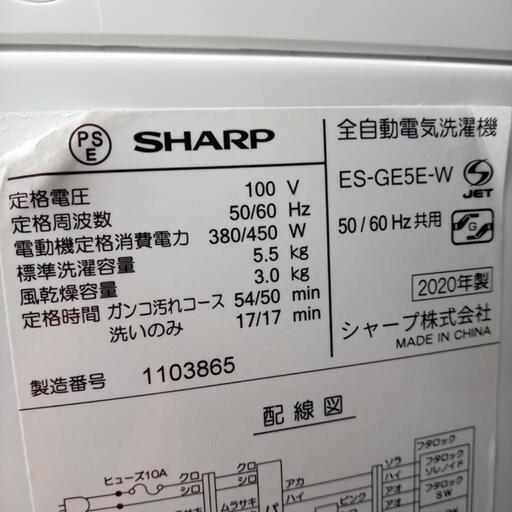 PS
E
SHARP
全自動電気洗濯機
ES-GE5E-W
JET
50/60 Hz 共用
G
2020年製
シャープ株式会社
MADE IN CHINA
定格電圧 100 V
定格周波数 50/60 Hz
電動機定格消費電力 380/450 W
標準洗濯容量 5.5 kg
風乾燥容量 3.0 kg
定格時間 ガンコ汚れコース 54/50 min
洗いのみ 17/17 min
製造番号 1103865
配線図
ヒューズ10A
クロ
シロ
ムラサキ
クロ
シロ
アカ
ハイ
ピンク
ソラ
ハイ
アオ
アオ
フタロック
フタロック
ソレノイド
フタロック
SW